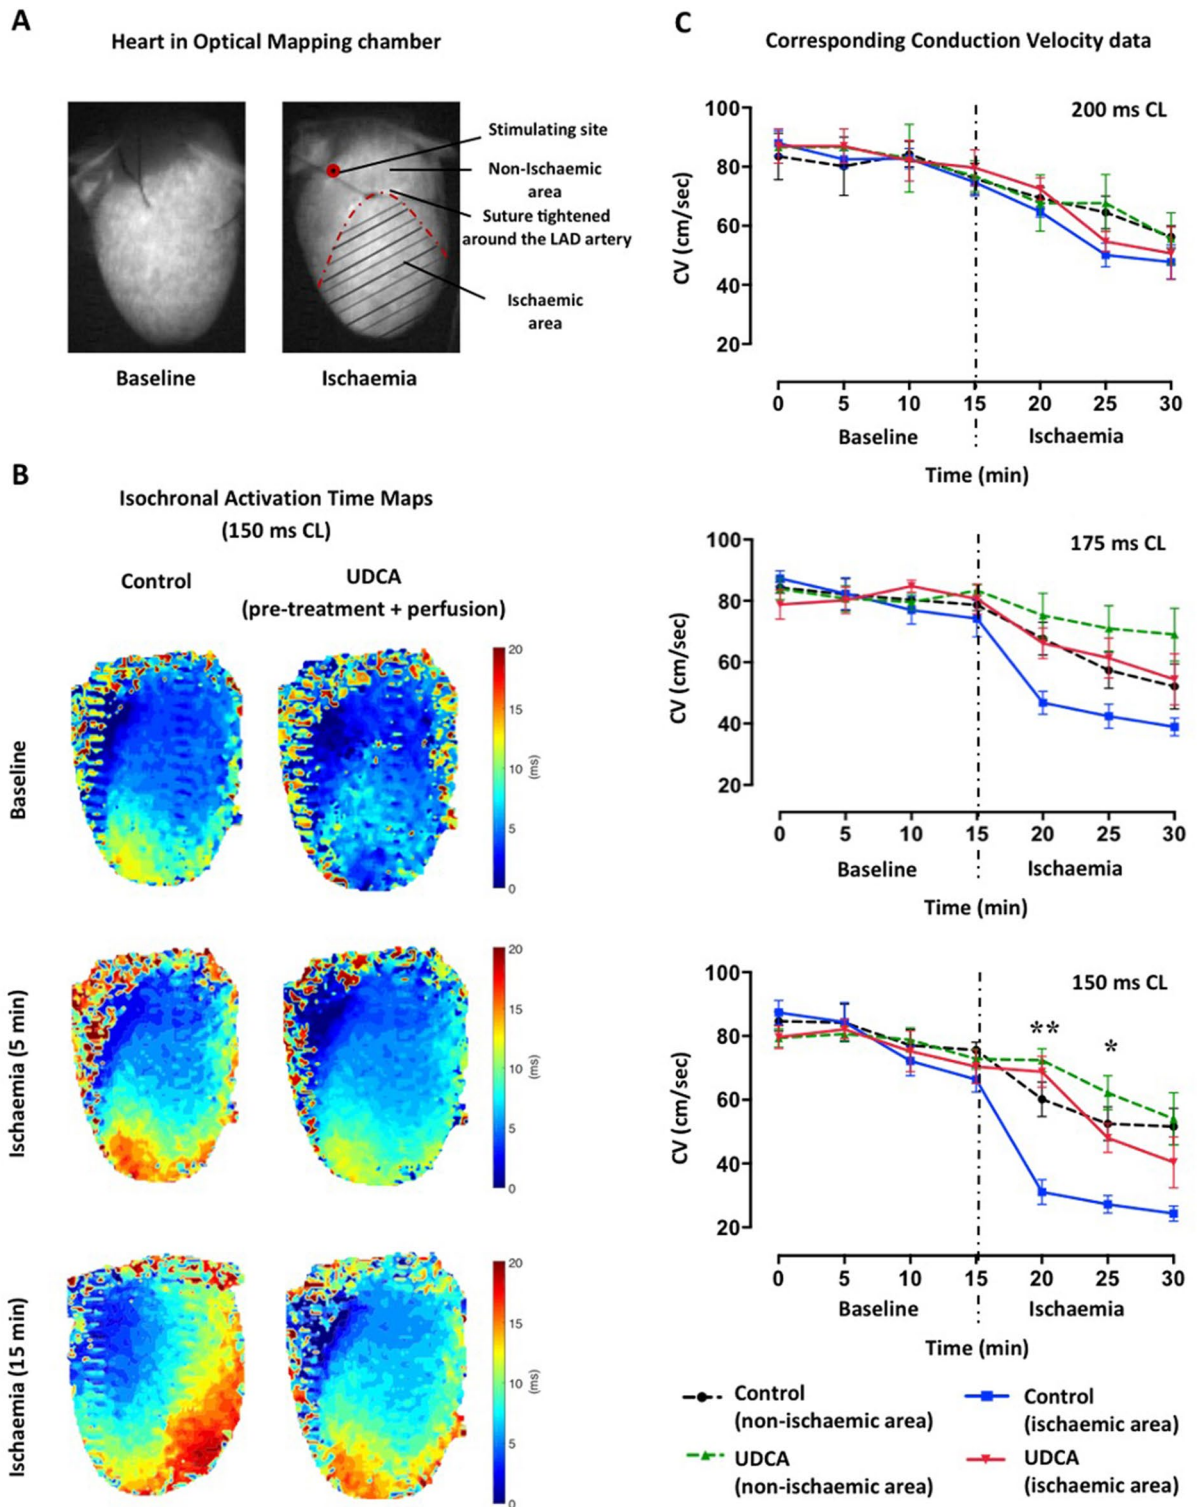 A
Heart in Optical Mapping chamber
Stimulating site
Non-Ischaemic
area
Suture tightened
around the LAD artery
Ischaemic
area
Baseline
Ischaemia
B
Isochronal Activation Time Maps
(150 ms CL)
Control
UDCA
(pre-treatment + perfusion)
Baseline
20
15
10
5
0
(ms)
Ischaemia (5 min)
20
15
10
5
0
(ms)
Ischaemia (15 min)
20
15
10
5
0
(ms)
C
Corresponding Conduction Velocity data
200 ms CL
CV (cm/sec)
100
80
60
40
20
0 5 10 15 20 25 30
Baseline Ischaemia
Time (min)
175 ms CL
CV (cm/sec)
100
80
60
40
20
0 5 10 15 20 25 30
Baseline Ischaemia
Time (min)
150 ms CL
CV (cm/sec)
100
80
60
40
20
**
*
0 5 10 15 20 25 30
Baseline Ischaemia
Time (min)
Control
(non-ischaemic area)
Control
(ischaemic area)
UDCA
(non-ischaemic area)
UDCA
(ischaemic area)